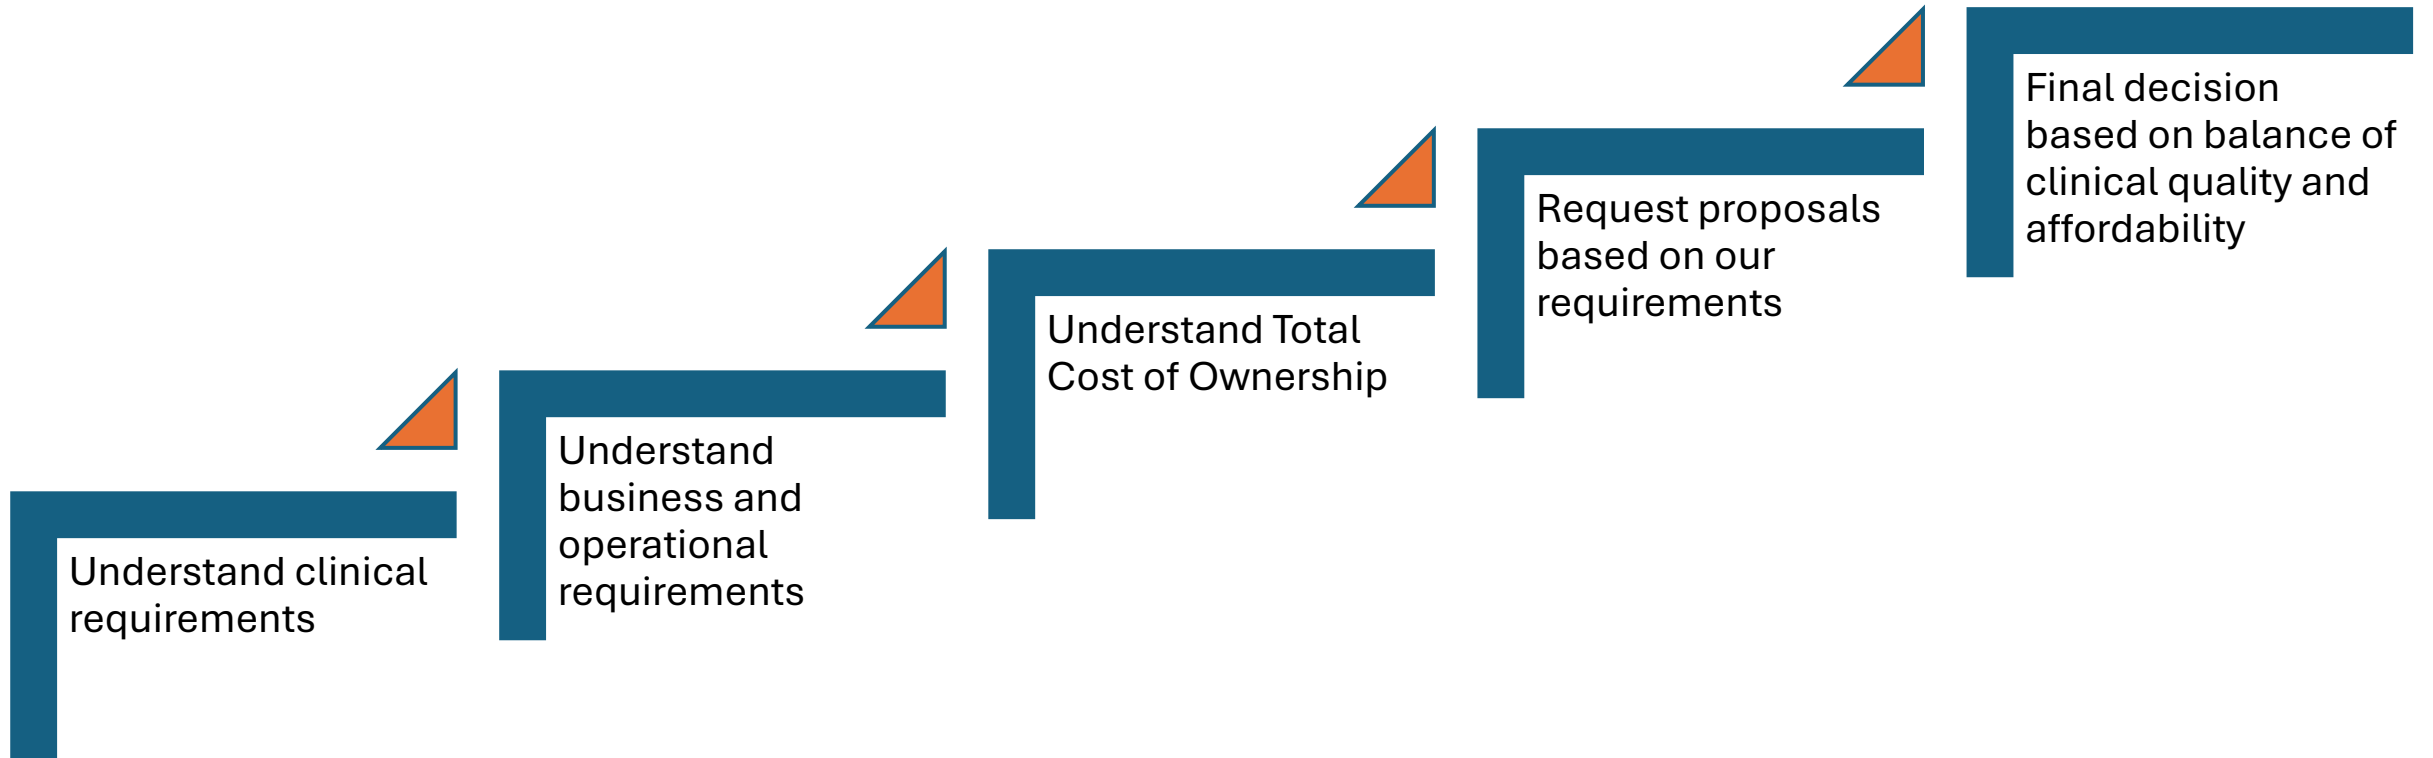 Understand clinical
requirements
Understand
business and
operational
requirements
Understand Total
Cost of Ownership
Request proposals
based on our
requirements
Final decision
based on balance of
clinical quality and
affordability